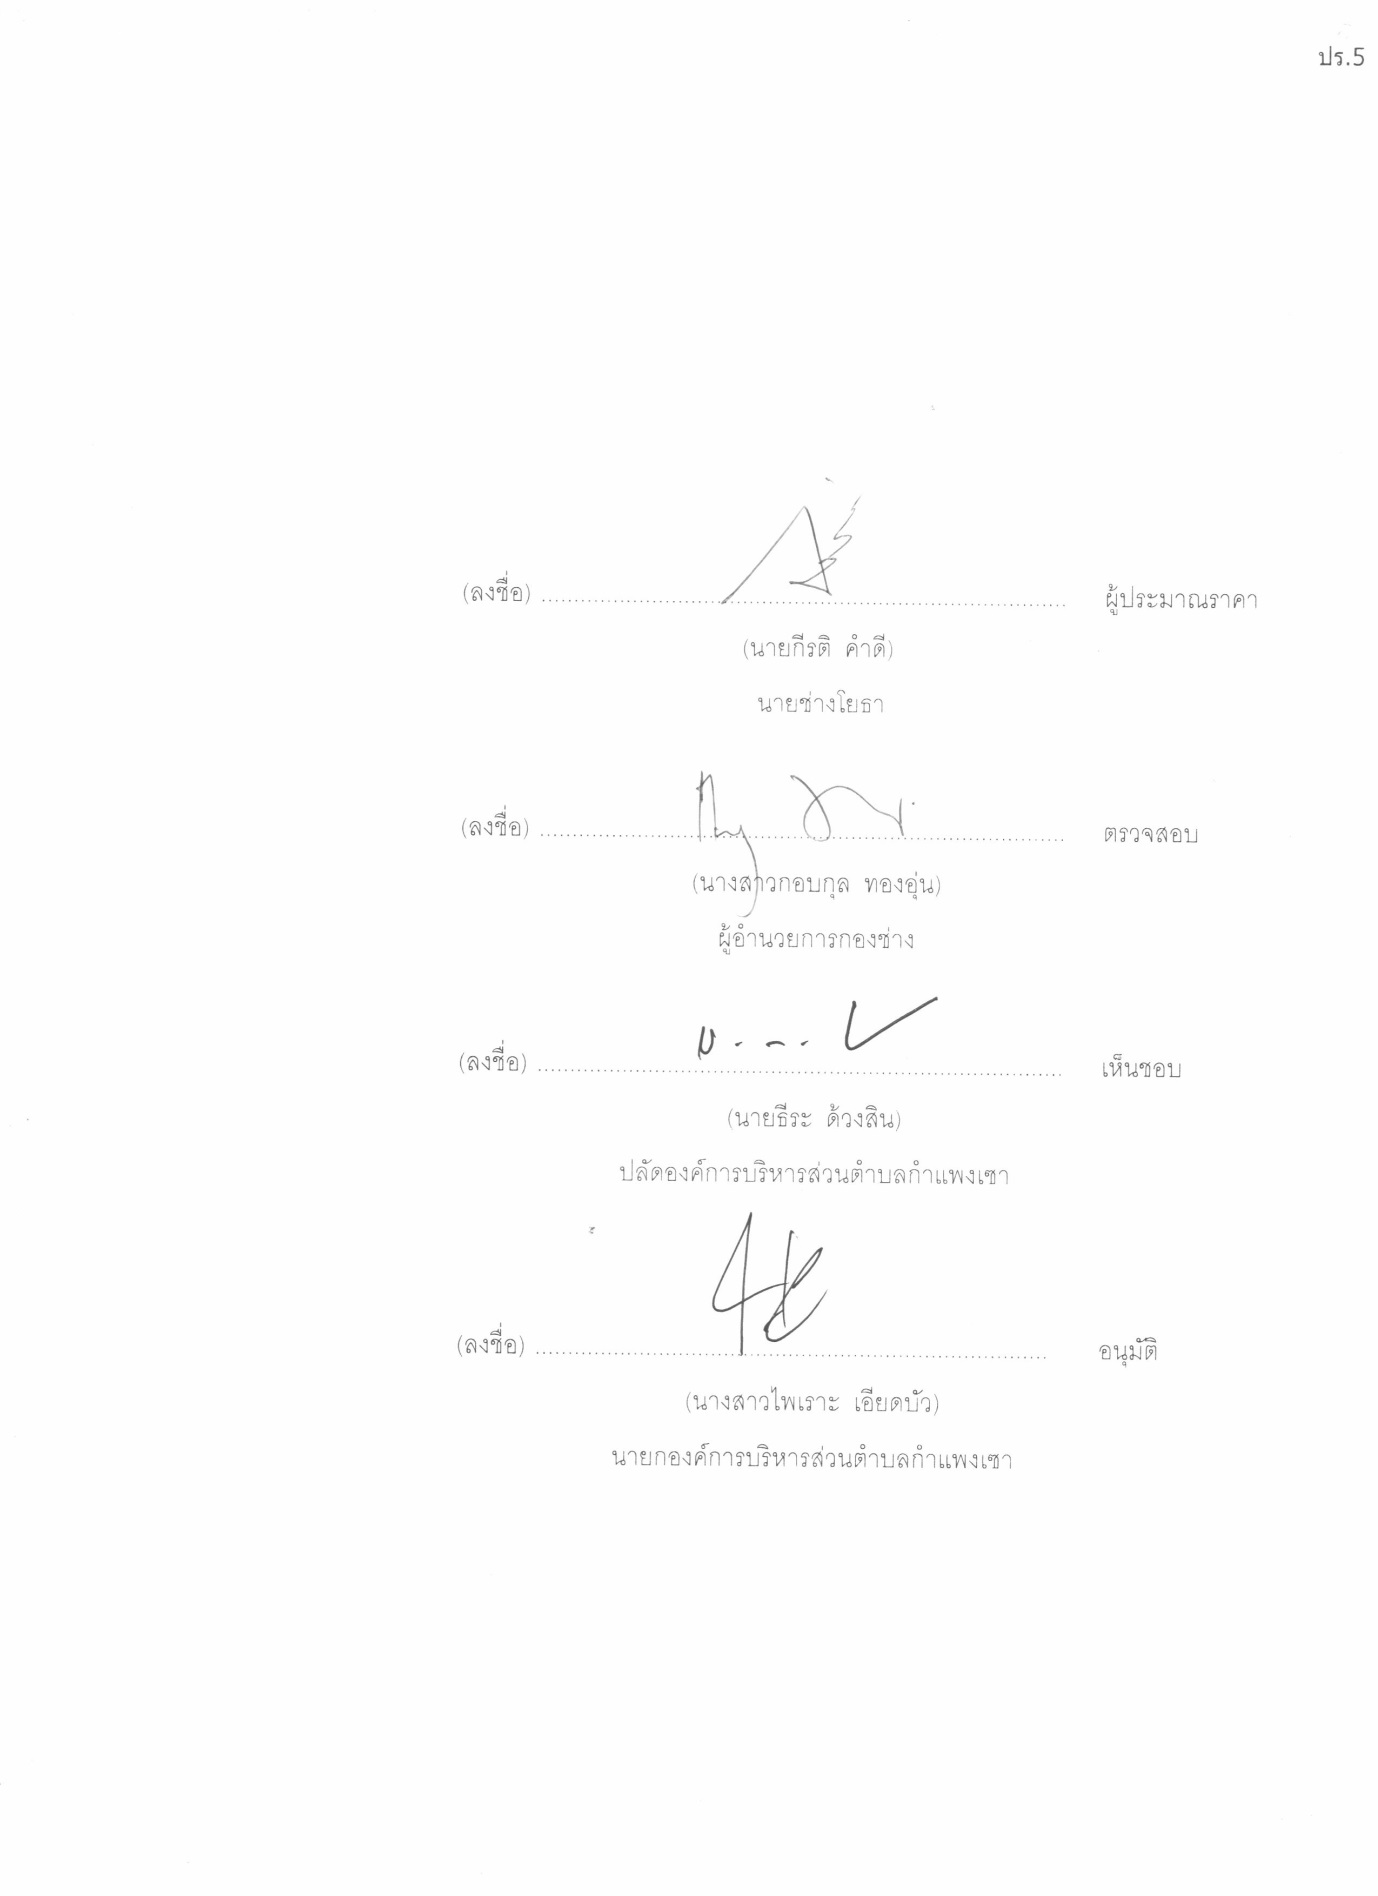 ปร.5
(ลงชื่อ) ........................................ ผู้ประมาณราคา
(นายกีรติ คำดี)
นายช่างโยธา
(ลงชื่อ) ........................................ ตรวจสอบ
(นางสาวกอบกุล ทองอุ่น)
ผู้อำนวยการกองช่าง
(ลงชื่อ) ........................................ เห็นชอบ
(นายธีระ ด้วงสิน)
ปลัดองค์การบริหารส่วนตำบลกำแพงเซา
(ลงชื่อ) ........................................ อนุมัติ
(นางสาวไพเราะ เอียดบัว)
นายกองค์การบริหารส่วนตำบลกำแพงเซา